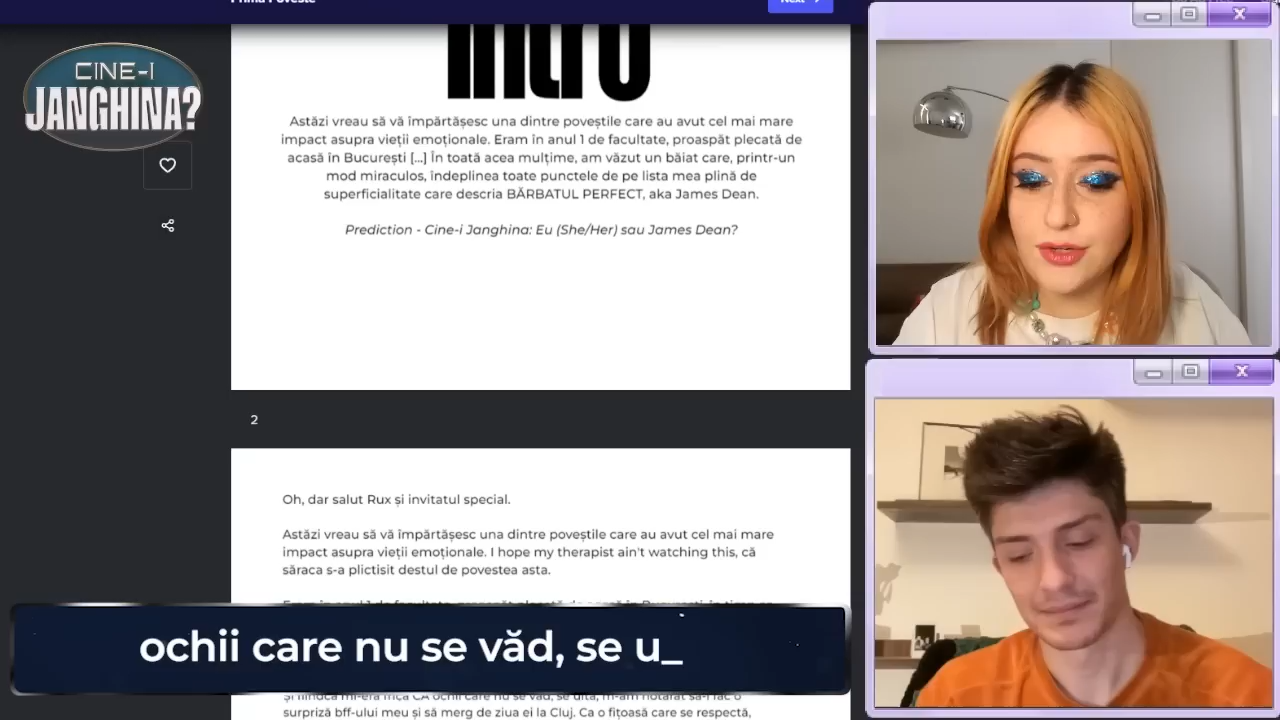 Prima Poveste
Next
CINE-I
JANGHINA?
Intro
Astăzi vreau să vă împărtășesc una dintre poveștile care au avut cel mai mare
impact asupra vieții emoționale. Eram în anul 1 de facultate, proaspăt plecată de
acasă în București [...] În toată acea mulțime, am văzut un băiat care, printr-un
mod miraculos, îndeplinea toate punctele de pe lista mea plină de
superficialitate care descria BĂRBATUL PERFECT, aka James Dean.
Prediction - Cine-i Janghina: Eu (She/Her) sau James Dean?
2
Oh, dar salut Rux și invitatul special.
Astăzi vreau să vă împărtășesc una dintre poveștile care au avut cel mai mare
impact asupra vieții emoționale. I hope my therapist ain't watching this, că
săraca s-a plictisit destul de povestea asta.
ochii care nu se văd, se u_
surpriză bff-ului meu și să merg de ziua ei la Cluj. Ca o fițoasă care se respectă,